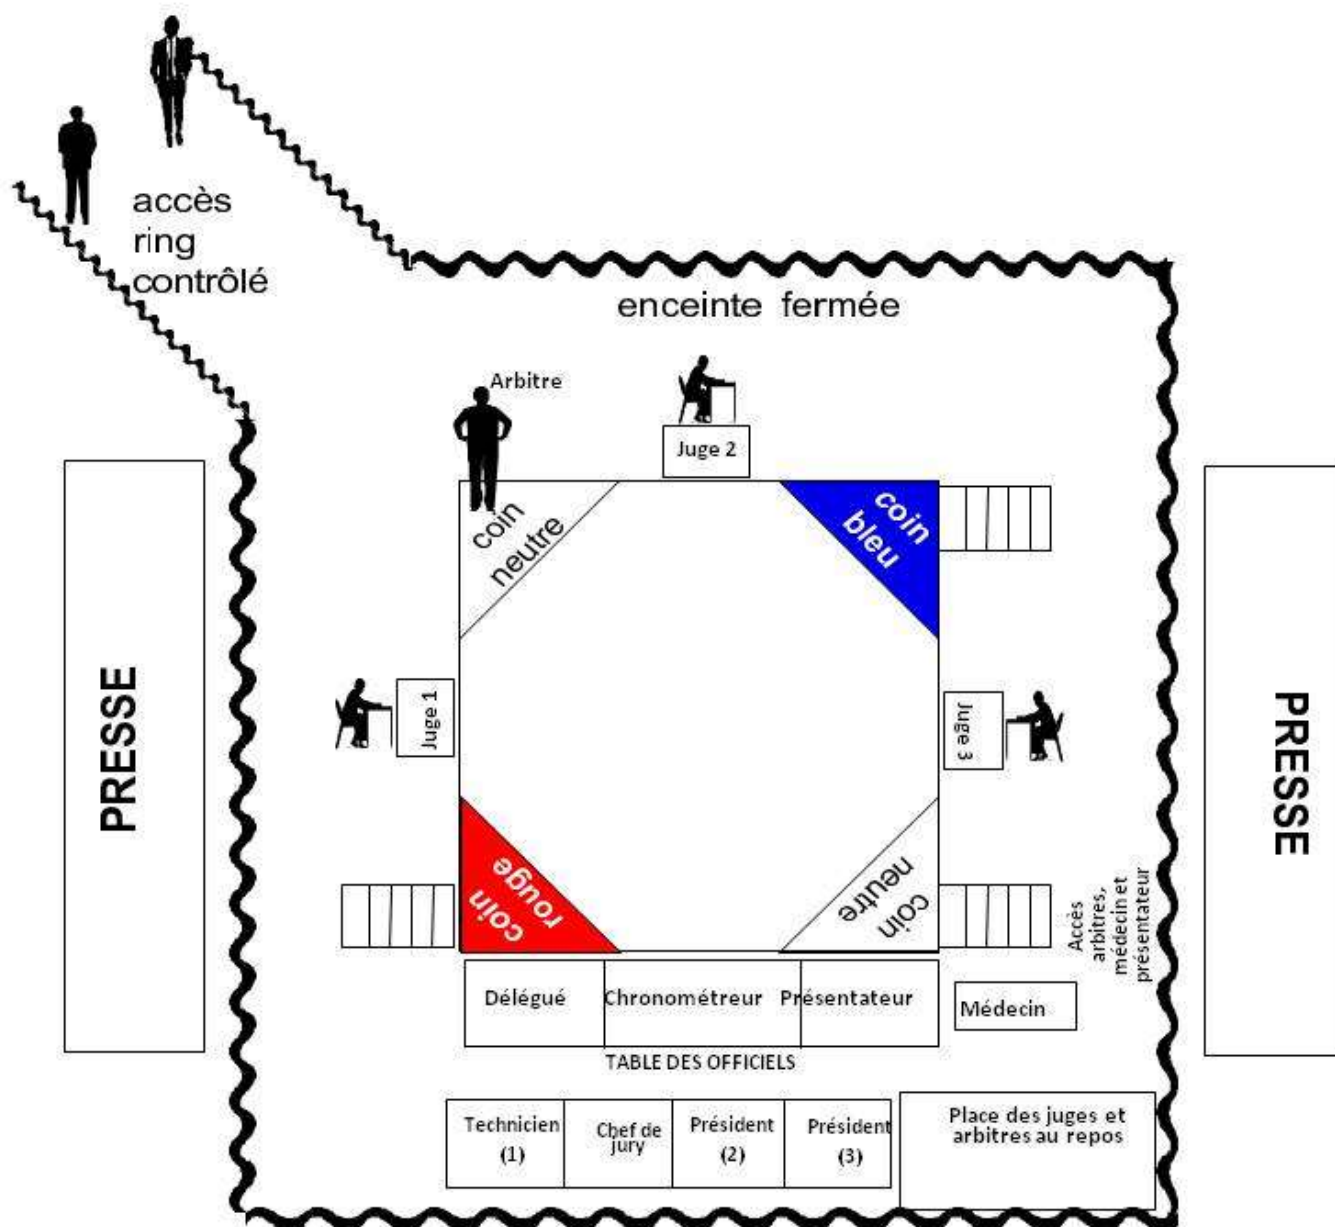 accès
ring
contrôlé
enceinte fermée
Arbitre
Juge 2
coin
neutre
coin
bleu
PRESSE
Juge 1
Juge 3
PRESSE
coin
rouge
coin
neutre
Accès
arbitres,
médecin et
présentateur
Délégué
Chronométreur
Présentateur
Médecin
TABLE DES OFFICIELS
Technicien
(1)
Chef de
jury
Président
(2)
Président
(3)
Place des juges et
arbitres au repos